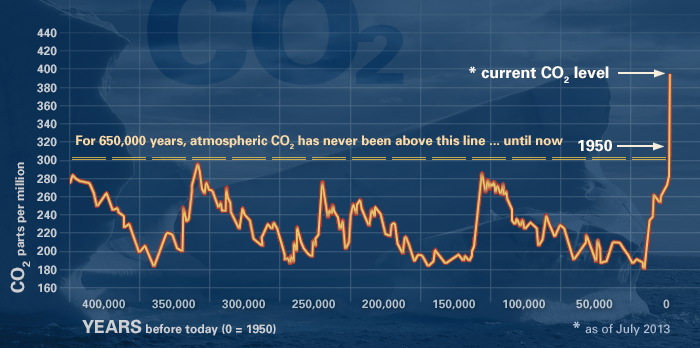 CO2
440
420
400
380
360
340
320
300
280
260
240
220
200
180
160
CO2 parts per million
* current CO2 level
For 650,000 years, atmospheric CO2 has never been above this line ... until now
1950
400,000 350,000 300,000 250,000 200,000 150,000 100,000 50,000 0
YEARS before today (0 = 1950)
* as of July 2013